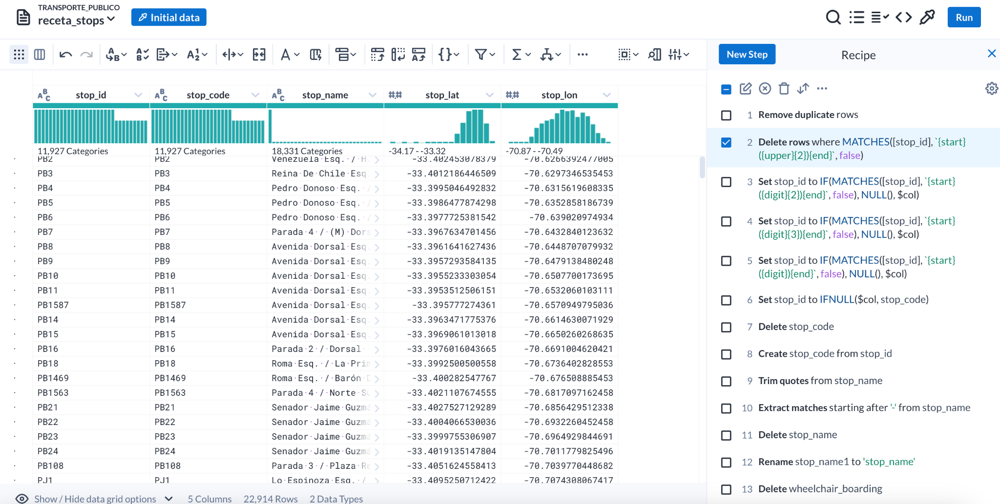 TRANSPORTE_PUBLICO
receta_stops
Initial data
Run
New Step
Recipe
stop_id
stop_code
stop_name
stop_lat
stop_lon
11,927 Categories
11,927 Categories
18,331 Categories
-34.17 - -33.32
-70.87 - -70.49
PB2 PB2 Venezuela·Esq.·/·H. -33.402453078379 -70.6266392477005
PB3 PB3 Reina·De·Chile·Esq. -33.4012186446509 -70.6297346535453
PB4 PB4 Pedro·Donoso·Esq.·/ -33.3995046492832 -70.6315619608335
PB5 PB5 Pedro·Donoso·Esq.·/ -33.3986477874298 -70.6352858186739
PB6 PB6 Pedro·Donoso·Esq.·/ -33.3977725381542 -70.639020974934
PB7 PB7 Parada·4·/·(M)·Dors -33.3967634701456 -70.6432840123632
PB8 PB8 Avenida·Dorsal·Esq. -33.3961641627436 -70.6448707079932
PB9 PB9 Avenida·Dorsal·Esq. -33.3957293584135 -70.6479138480248
PB10 PB10 Avenida·Dorsal·Esq. -33.3955233303054 -70.6507700173695
PB11 PB11 Avenida·Dorsal·Esq. -33.3953512506151 -70.6532060103111
PB1587 PB1587 Avenida·Dorsal·Esq. -33.395777274361 -70.6570949795036
PB14 PB14 Avenida·Dorsal·Esq. -33.3963471775376 -70.6614630071929
PB15 PB15 Avenida·Dorsal·Esq. -33.3969061013018 -70.6650260268635
PB16 PB16 Parada·2·/·Dorsal· -33.3976016043665 -70.6691004620421
PB18 PB18 Roma·Esq.·/·La·Prim -33.3992500500558 -70.6736402828553
PB1469 PB1469 Roma·Esq.·/·Barón·D -33.400282547767 -70.676508885453
PB1563 PB1563 Parada·4·/·Norte·Su -33.4021107674555 -70.6817097162458
PB21 PB21 Senador·Jaime·Guzmá -33.4027527129289 -70.6856429512338
PB22 PB22 Senador·Jaime·Guzmá -33.4004066530036 -70.6932260452458
PB23 PB23 Senador·Jaime·Guzmá -33.3999755306907 -70.6964929844691
PB24 PB24 Senador·Jaime·Guzmá -33.4019135147804 -70.7011779825496
PB108 PB108 Parada·3·/·Plaza·Re -33.4051624558413 -70.7039770448682
PJ1 PJ1 Lo·Espinoza·Esq.·/ -33.4095250712422 -70.7074308067417
Show / Hide data grid options
5 Columns
22,914 Rows
2 Data Types
1 Remove duplicate rows
2 Delete rows where MATCHES([stop_id], `{start}
({upper}{2}){end}`, false)
3 Set stop_id to IF(MATCHES([stop_id], `{start}
({digit}{2}){end}`, false), NULL(), $col)
4 Set stop_id to IF(MATCHES([stop_id], `{start}
({digit}{3}){end}`, false), NULL(), $col)
5 Set stop_id to IF(MATCHES([stop_id], `{start}
({digit}){end}`, false), NULL(), $col)
6 Set stop_id to IFNULL($col, stop_code)
7 Delete stop_code
8 Create stop_code from stop_id
9 Trim quotes from stop_name
10 Extract matches starting after '-' from stop_name
11 Delete stop_name
12 Rename stop_name1 to 'stop_name'
13 Delete wheelchair_boarding